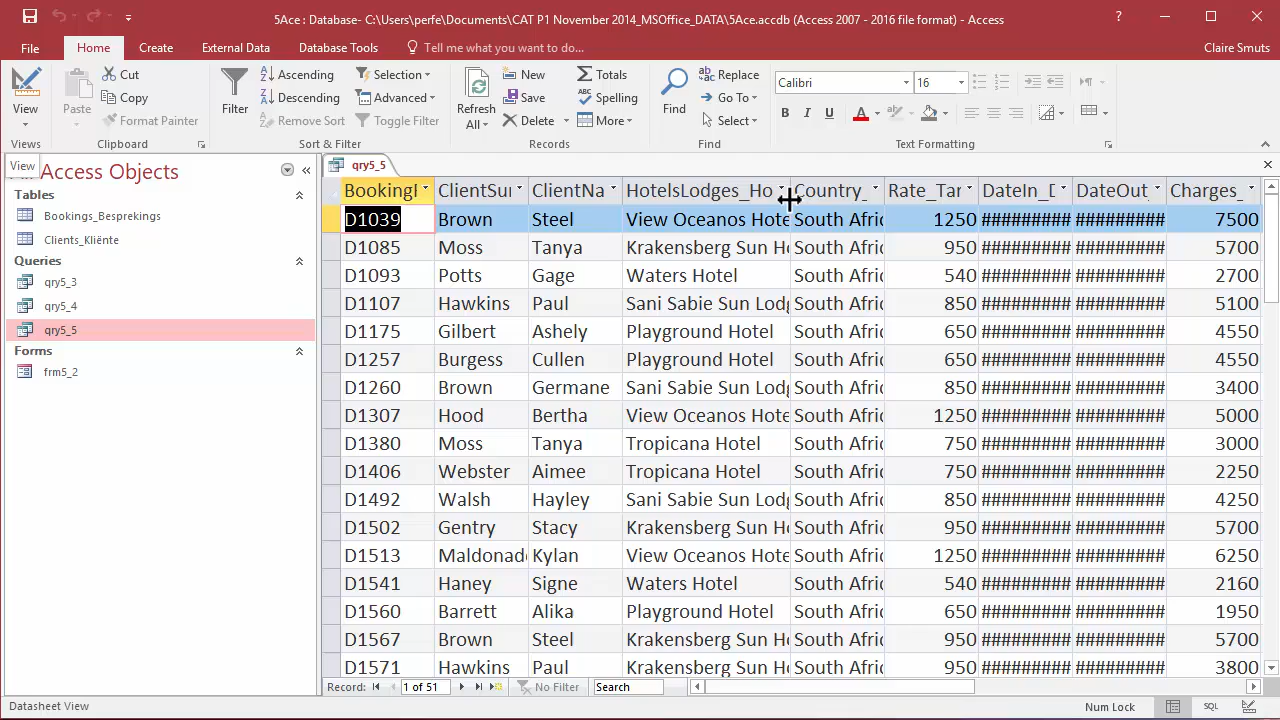 5Ace : Database- C:\Users\perfe\Documents\CAT P1 November 2014_MSOffice_DATA\5Ace.accdb (Access 2007 - 2016 file format) - Access
File Home Create External Data Database Tools Tell me what you want to do... Claire Smuts
View
Paste
Cut
Copy
Format Painter
Filter
Ascending
Descending
Remove Sort
Selection
Advanced
Toggle Filter
Refresh All
New
Save
Delete
Totals
Spelling
More
Find
Replace
Go To
Select
Calibri 16
B I U A
Views Clipboard Sort & Filter Records Find Text Formatting
View
Access Objects
Tables
Bookings_Besprekings
Clients_Kliënte
Queries
qry5_3
qry5_4
qry5_5
Forms
frm5_2
qry5_5
BookingI ClientSur ClientNa HotelsLodges_Ho Country_ Rate_Tar DateIn_D DateOut_ Charges_
D1039 Brown Steel View Oceanos Hote South Afric 1250 ########## ########## 7500
D1085 Moss Tanya Krakensberg Sun Ho South Afric 950 ########## ########## 5700
D1093 Potts Gage Waters Hotel South Afric 540 ########## ########## 2700
D1107 Hawkins Paul Sani Sabie Sun Lodg South Afric 850 ########## ########## 5100
D1175 Gilbert Ashely Playground Hotel South Afric 650 ########## ########## 4550
D1257 Burgess Cullen Playground Hotel South Afric 650 ########## ########## 4550
D1260 Brown Germane Sani Sabie Sun Lodg South Afric 850 ########## ########## 3400
D1307 Hood Bertha View Oceanos Hote South Afric 1250 ########## ########## 5000
D1380 Moss Tanya Tropicana Hotel South Afric 750 ########## ########## 3000
D1406 Webster Aimee Tropicana Hotel South Afric 750 ########## ########## 2250
D1492 Walsh Hayley Sani Sabie Sun Lodg South Afric 850 ########## ########## 4250
D1502 Gentry Stacy Krakensberg Sun Ho South Afric 950 ########## ########## 5700
D1513 Maldonado Kylan View Oceanos Hote South Afric 1250 ########## ########## 6250
D1541 Haney Signe Waters Hotel South Afric 540 ########## ########## 2160
D1560 Barrett Alika Playground Hotel South Afric 650 ########## ########## 1950
D1567 Brown Steel Krakensberg Sun Ho South Afric 950 ########## ########## 5700
D1571 Hawkins Paul Krakensberg Sun Ho South Afric 950 ########## ########## 3800
Record: 1 of 51 No Filter Search
Datasheet View Num Lock SQL